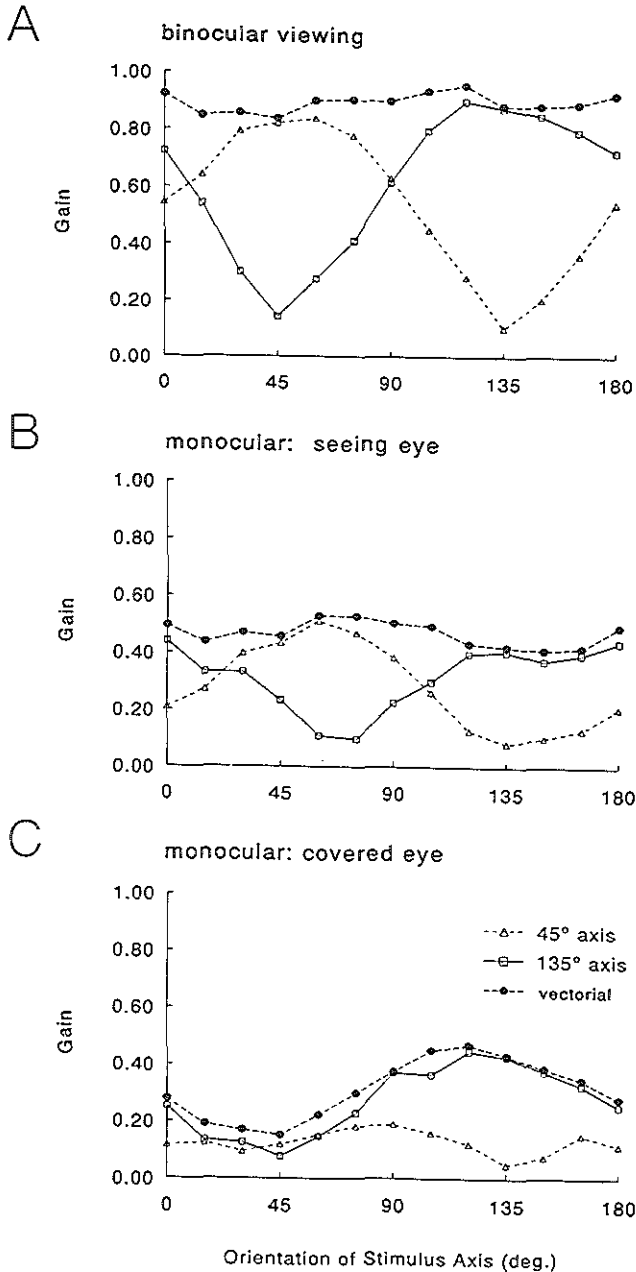 A
binocular viewing
1.00
0.80
0.60
0.40
0.20
0.00
Gain
0 45 90 135 180
B
monocular: seeing eye
1.00
0.80
0.60
0.40
0.20
0.00
Gain
0 45 90 135 180
C
monocular: covered eye
1.00
0.80
0.60
0.40
0.20
0.00
Gain
45° axis
135° axis
vectorial
0 45 90 135 180
Orientation of Stimulus Axis (deg.)